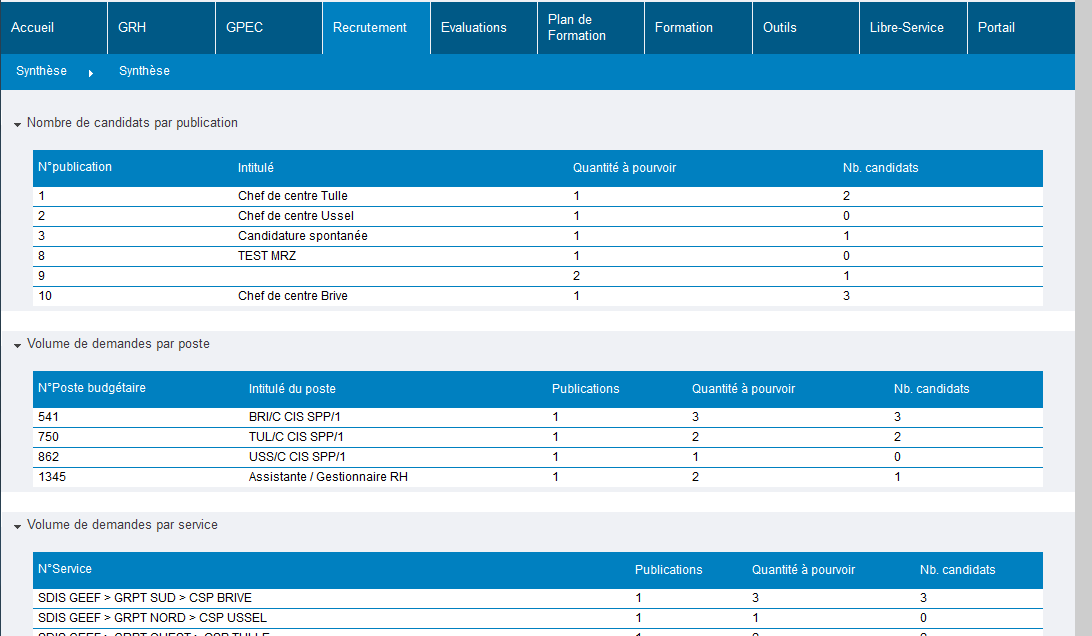 Accueil GRH GPEC Recrutement Evaluations Plan de Formation Formation Outils Libre-Service Portail
Synthèse Synthèse
Nombre de candidats par publication
N°publication Intitulé Quantité à pourvoir Nb. candidats
1 Chef de centre Tulle 1 2
2 Chef de centre Ussel 1 0
3 Candidature spontanée 1 1
8 TEST MRZ 1 0
9 2 1
10 Chef de centre Brive 1 3
Volume de demandes par poste
N°Poste budgétaire Intitulé du poste Publications Quantité à pourvoir Nb. candidats
541 BRI/C CIS SPP/1 1 3 3
750 TUL/C CIS SPP/1 1 2 2
862 USS/C CIS SPP/1 1 1 0
1345 Assistante / Gestionnaire RH 1 2 1
Volume de demandes par service
N°Service Publications Quantité à pourvoir Nb. candidats
SDIS GEEF > GRPT SUD > CSP BRIVE 1 3 3
SDIS GEEF > GRPT NORD > CSP USSEL 1 1 0
SDIS GEEF > GRPT OUEST > CSP TULLE 1